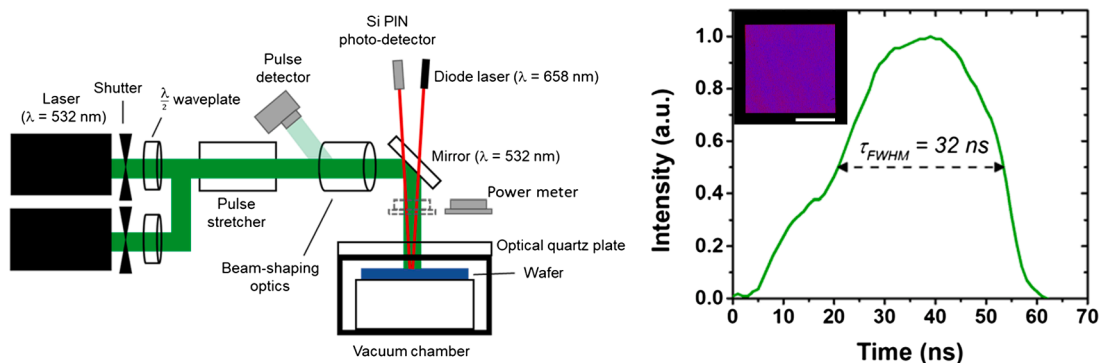 Si PIN
photo-detector
Pulse
detector
Diode laser (λ = 658 nm)
Shutter
Laser
(λ = 532 nm)
λ/2 waveplate
Mirror (λ = 532 nm)
Power meter
Pulse
stretcher
Optical quartz plate
Beam-shaping
optics
Wafer
Vacuum chamber
Intensity (a.u.)
1.0
0.8
0.6
0.4
0.2
0.0
τFWHM = 32 ns
0 10 20 30 40 50 60 70
Time (ns)